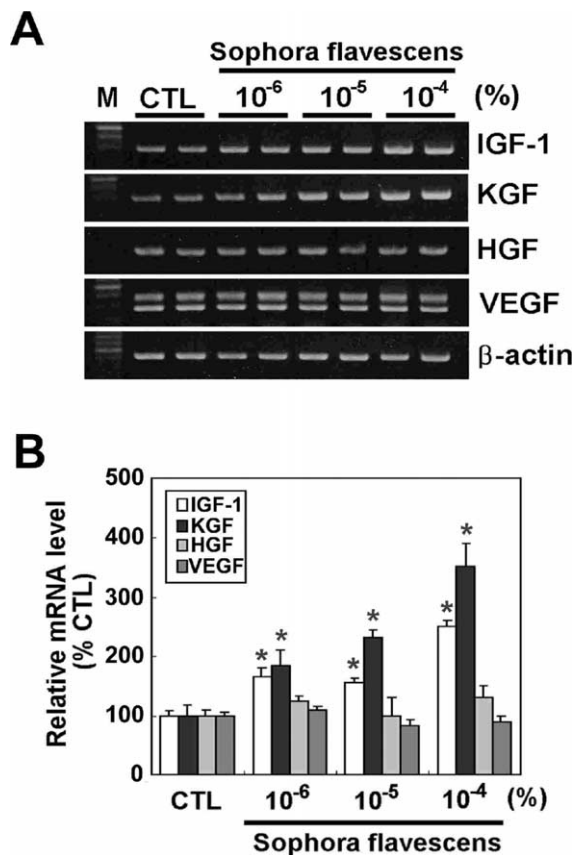 A
Sophora flavescens
M CTL 10⁻⁶ 10⁻⁵ 10⁻⁴ (%)
IGF-1
KGF
HGF
VEGF
β-actin
B
Relative mRNA level
(% CTL)
500
400
300
200
100
0
IGF-1
KGF
HGF
VEGF
* * * * * *
CTL 10⁻⁶ 10⁻⁵ 10⁻⁴ (%)
Sophora flavescens